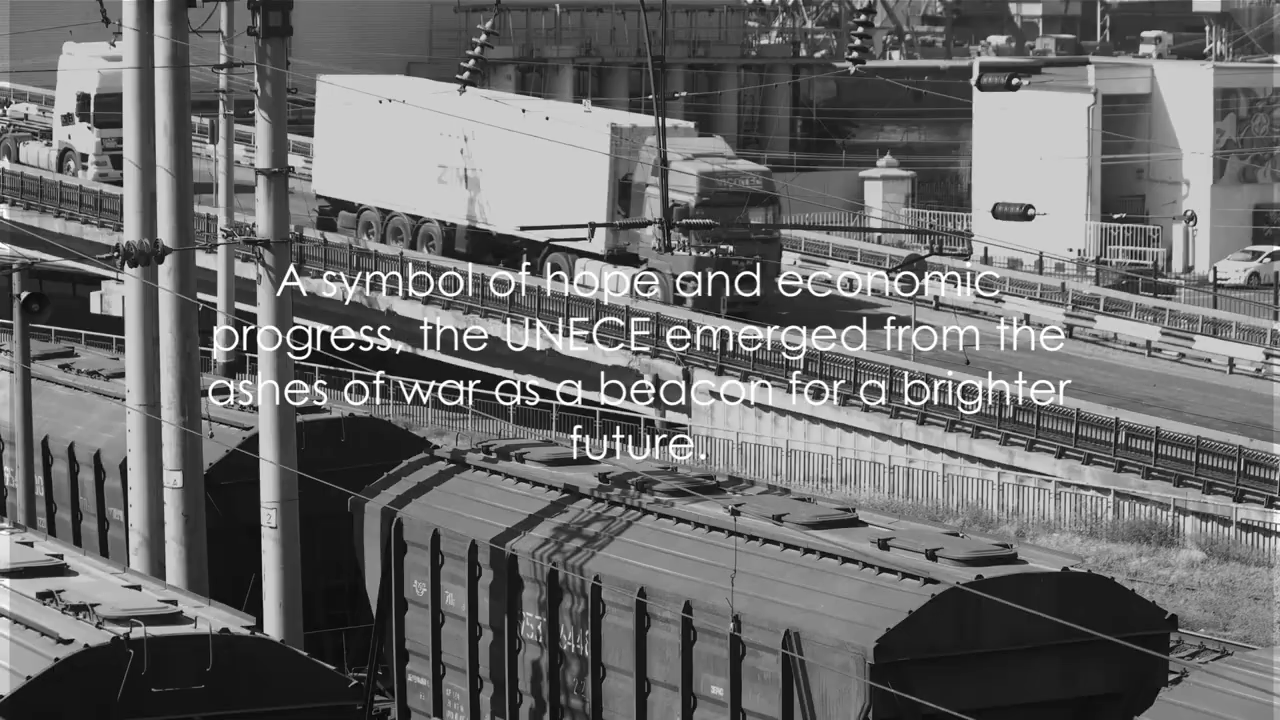 A symbol of hope and economic
progress, the UNECE emerged from the
ashes of war as a beacon for a brighter
future.